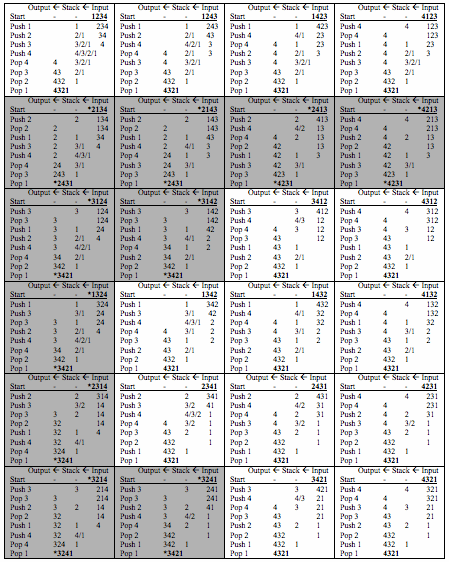 Output ← Stack ← Input
Start - - 1234
Push 1 1 234
Push 2 2/1 34
Push 3 3/2/1 4
Push 4 4/3/2/1
Pop 4 4 3/2/1
Pop 3 43 2/1
Pop 2 432 1
Pop 1 4321
Output ← Stack ← Input
Start - - 1243
Push 1 1 243
Push 2 2/1 43
Push 4 4/2/1 3
Pop 4 4 2/1 3
Push 3 4 3/2/1
Pop 3 43 2/1
Pop 2 432 1
Pop 1 4321
Output ← Stack ← Input
Start - - 1423
Push 1 1 423
Push 4 4/1 23
Pop 4 4 1 23
Push 2 4 2/1 3
Push 3 4 3/2/1
Pop 3 43 2/1
Pop 2 432 1
Pop 1 4321
Output ← Stack ← Input
Start - - 4123
Push 4 4 123
Pop 4 4 123
Push 1 4 1 23
Push 2 4 2/1 3
Push 3 4 3/2/1
Pop 3 43 2/1
Pop 2 432 1
Pop 1 4321
Output ← Stack ← Input
Start - - *2134
Push 2 2 134
Pop 2 2 134
Push 1 2 1 34
Push 3 2 3/1 4
Push 4 2 4/3/1
Pop 4 24 3/1
Pop 3 243 1
Pop 1 *2431
Output ← Stack ← Input
Start - - *2143
Push 2 2 143
Pop 2 2 143
Push 1 2 1 43
Push 4 2 4/1 3
Pop 4 24 1 3
Push 3 24 3/1
Pop 3 243 1
Pop 1 *2431
Output ← Stack ← Input
Start - - *2413
Push 2 2 413
Push 4 4/2 13
Pop 4 4 2 13
Pop 2 42 13
Push 1 42 1 3
Push 3 42 3/1
Pop 3 423 1
Pop 1 *4231
Output ← Stack ← Input
Start - - *4213
Push 4 4 213
Pop 4 4 213
Push 2 4 2 13
Pop 2 42 13
Push 1 42 1 3
Push 3 42 3/1
Pop 3 423 1
Pop 1 *4231
Output ← Stack ← Input
Start - - *3124
Push 3 3 124
Pop 3 3 124
Push 1 3 1 24
Push 2 3 2/1 4
Push 4 3 4/2/1
Pop 4 34 2/1
Pop 2 342 1
Pop 1 *3421
Output ← Stack ← Input
Start - - *3142
Push 3 3 142
Pop 3 3 142
Push 1 3 1 42
Push 4 3 4/1 2
Pop 4 34 1 2
Push 2 34 2/1
Pop 2 342 1
Pop 1 *3421
Output ← Stack ← Input
Start - - 3412
Push 3 3 412
Push 4 4/3 12
Pop 4 4 3 12
Pop 3 43 12
Push 1 43 1
Push 2 43 2/1
Pop 2 432 1
Pop 1 4321
Output ← Stack ← Input
Start - - 4312
Push 4 4 312
Pop 4 4 312
Push 3 4 3 12
Pop 3 43 12
Push 1 43 1
Push 2 43 2/1
Pop 2 432 1
Pop 1 4321
Output ← Stack ← Input
Start - - *1324
Push 1 1 324
Push 3 3/1 24
Pop 3 3 1 24
Push 2 3 2/1 4
Push 4 3 4/2/1
Pop 4 34 2/1
Pop 2 342 1
Pop 1 *3421
Output ← Stack ← Input
Start - - 1342
Push 1 1 342
Push 3 3/1 42
Push 4 4/3/1 2
Pop 4 4 3/1 2
Pop 3 43 1 2
Push 2 43 2/1
Pop 2 432 1
Pop 1 4321
Output ← Stack ← Input
Start - - 1432
Push 1 1 432
Push 4 4/1 32
Pop 4 4 1 32
Push 3 4 3/1 2
Pop 3 43 1 2
Push 2 43 2/1
Pop 2 432 1
Pop 1 4321
Output ← Stack ← Input
Start - - 4132
Push 4 4 132
Pop 4 4 132
Push 1 4 1 32
Push 3 4 3/1 2
Pop 3 43 1 2
Push 2 43 2/1
Pop 2 432 1
Pop 1 4321
Output ← Stack ← Input
Start - - *2314
Push 2 2 314
Push 3 3/2 14
Pop 3 3 2 14
Pop 2 32 14
Push 1 32 1 4
Push 4 32 4/1
Pop 4 324 1
Pop 1 *3241
Output ← Stack ← Input
Start - - 2341
Push 2 2 341
Push 3 3/2 41
Push 4 4/3/2 1
Pop 4 4 3/2 1
Pop 3 43 2 1
Pop 2 432 1
Push 1 432 1
Pop 1 4321
Output ← Stack ← Input
Start - - 2431
Push 2 2 431
Push 4 4/2 31
Pop 4 4 2 31
Push 3 4 3/2 1
Pop 3 43 2 1
Pop 2 432 1
Push 1 432 1
Pop 1 4321
Output ← Stack ← Input
Start - - 4231
Push 4 4 231
Pop 4 4 231
Push 2 4 2 31
Push 3 4 3/2 1
Pop 3 43 2 1
Pop 2 432 1
Push 1 432 1
Pop 1 4321
Output ← Stack ← Input
Start - - *3214
Push 3 3 214
Pop 3 3 214
Push 2 3 2 14
Pop 2 32 14
Push 1 32 1 4
Push 4 32 4/1
Pop 4 324 1
Pop 1 *3241
Output ← Stack ← Input
Start - - *3241
Push 3 3 241
Pop 3 3 241
Push 2 3 2 41
Push 4 3 4/2 1
Pop 4 34 2 1
Pop 2 342 1
Push 1 342 1
Pop 1 *3421
Output ← Stack ← Input
Start - - 3421
Push 3 3 421
Push 4 4/3 21
Pop 4 4 3 21
Pop 3 43 21
Push 2 43 2 1
Pop 2 432 1
Push 1 432 1
Pop 1 4321
Output ← Stack ← Input
Start - - 4321
Push 4 4 321
Pop 4 4 321
Push 3 4 3 21
Pop 3 43 21
Push 2 43 2 1
Pop 2 432 1
Push 1 432 1
Pop 1 4321